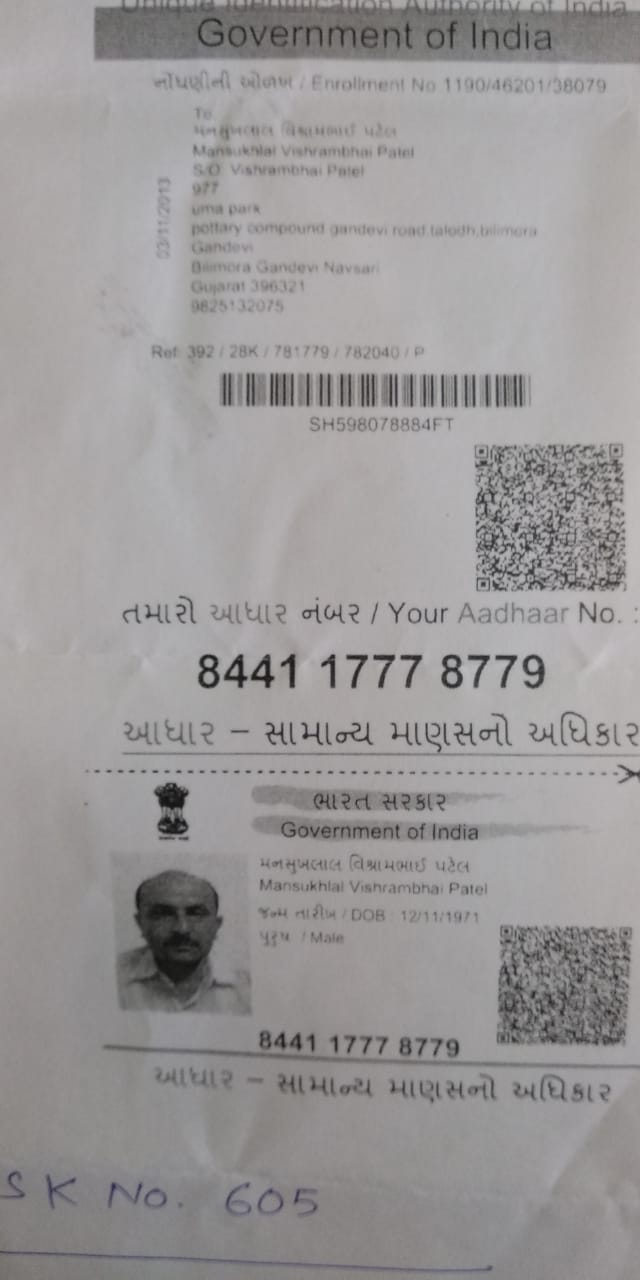 Unique Identification Authority of India
Government of India
નોંધણીની ઓળખ / Enrollment No 1190/46201/38079
To
મનસુખલાલ વિશ્રામભાઈ પટેલ
Mansukhlal Vishrambhai Patel
S/O Vishrambhai Patel
977
uma park
pottary compound gandevi road,talodh,bilimora
Gandevi
Bilimora Gandevi Navsari
Gujarat 396321
9825132075
03/11/2013
Ref: 392 / 28K / 781779 / 782040 / P
SH598078884FT
તમારો આધાર નંબર / Your Aadhaar No. :
8441 1777 8779
આધાર – સામાન્ય માણસનો અધિકાર
ભારત સરકાર
Government of India
મનસુખલાલ વિશ્રામભાઈ પટેલ
Mansukhlal Vishrambhai Patel
જન્મ તારીખ / DOB : 12/11/1971
પુરુષ / Male
8441 1777 8779
આધાર – સામાન્ય માણસનો અધિકાર
SK No. 605